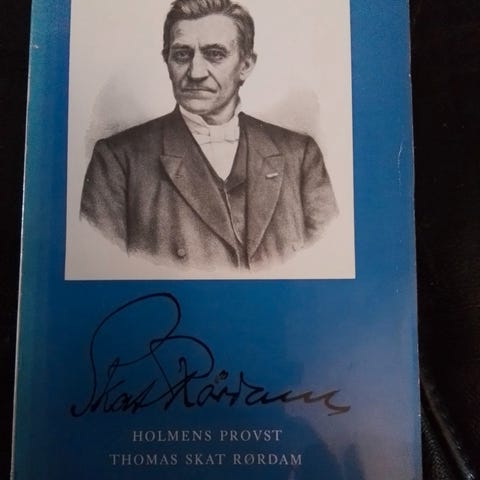 Skat Rørdam
HOLMENS PROVST
THOMAS SKAT RØRDAM